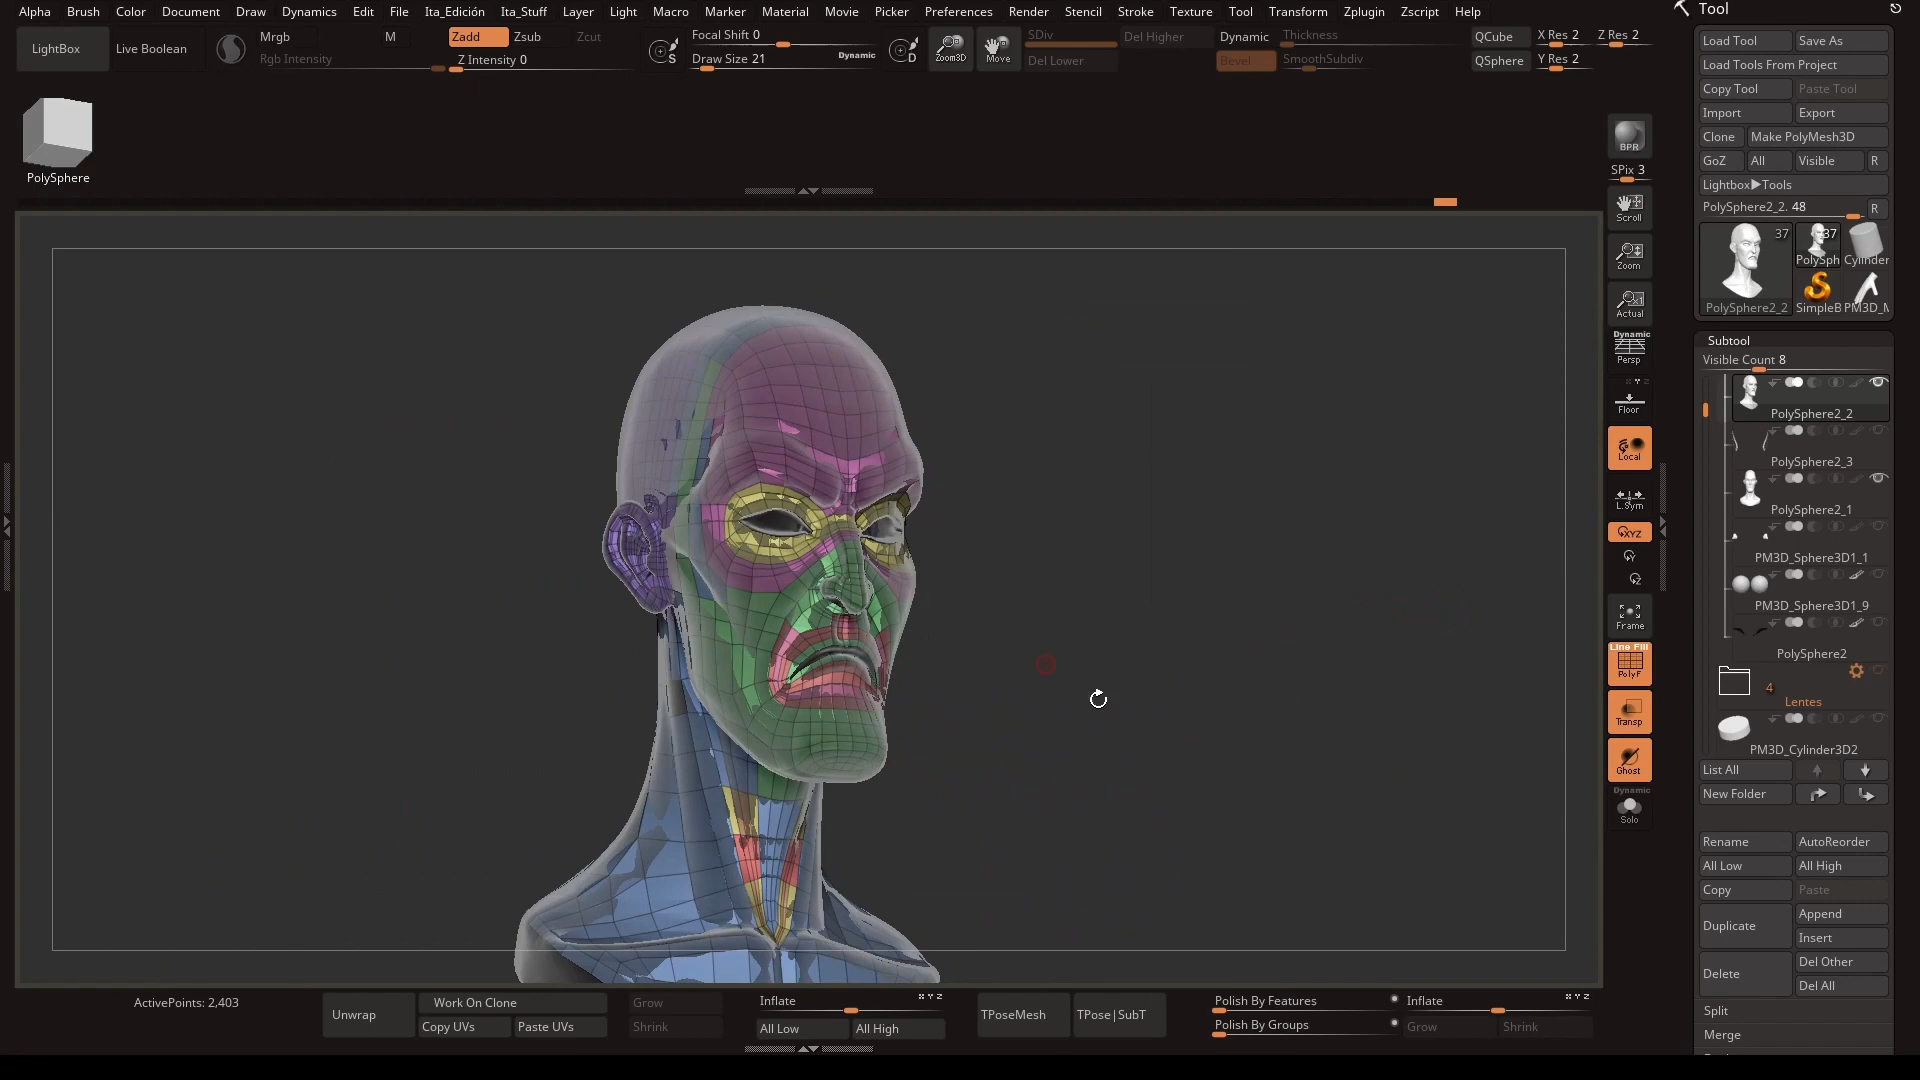 Alpha Brush Color Document Draw Dynamics Edit File Ita_Edición Ita_Stuff Layer Light Macro Marker Material Movie Picker Preferences Render Stencil Stroke Texture Tool Transform Zplugin Zscript Help
Tool
LightBox
Live Boolean
Mrgb M
Rgb Intensity
Zadd Zsub Zcut
Z Intensity 0
S
Focal Shift 0
Draw Size 21 Dynamic
D
Zoom3D
Move
SDiv
Del Higher
Del Lower
Dynamic
Bevel
Thickness
SmoothSubdiv
QCube
QSphere
X Res 2
Y Res 2
Z Res 2
PolySphere
BPR
SPix 3
Scroll
Zoom
Actual
Dynamic
Persp
Floor
Local
L.Sym
XYZ
Y
Z
Frame
Line Fill
PolyF
Transp
Ghost
Dynamic
Solo
Load Tool Save As
Load Tools From Project
Copy Tool Paste Tool
Import Export
Clone Make PolyMesh3D
GoZ All Visible R
Lightbox▶Tools
PolySphere2_2. 48 R
37 37
PolySph Cylinder
PolySphere2_2 SimpleB PM3D_M
Subtool
Visible Count 8
PolySphere2_2
PolySphere2_3
PolySphere2_1
PM3D_Sphere3D1_1
PM3D_Sphere3D1_9
PolySphere2
4
Lentes
PM3D_Cylinder3D2
List All
New Folder
Rename AutoReorder
All Low All High
Copy Paste
Duplicate Append
Insert
Delete Del Other
Del All
Split
Merge
ActivePoints: 2,403
Unwrap
Work On Clone
Copy UVs Paste UVs
Grow
Shrink
Inflate X Y Z
All Low All High
TPoseMesh TPose|SubT
Polish By Features
Polish By Groups
Inflate X Y Z
Grow Shrink